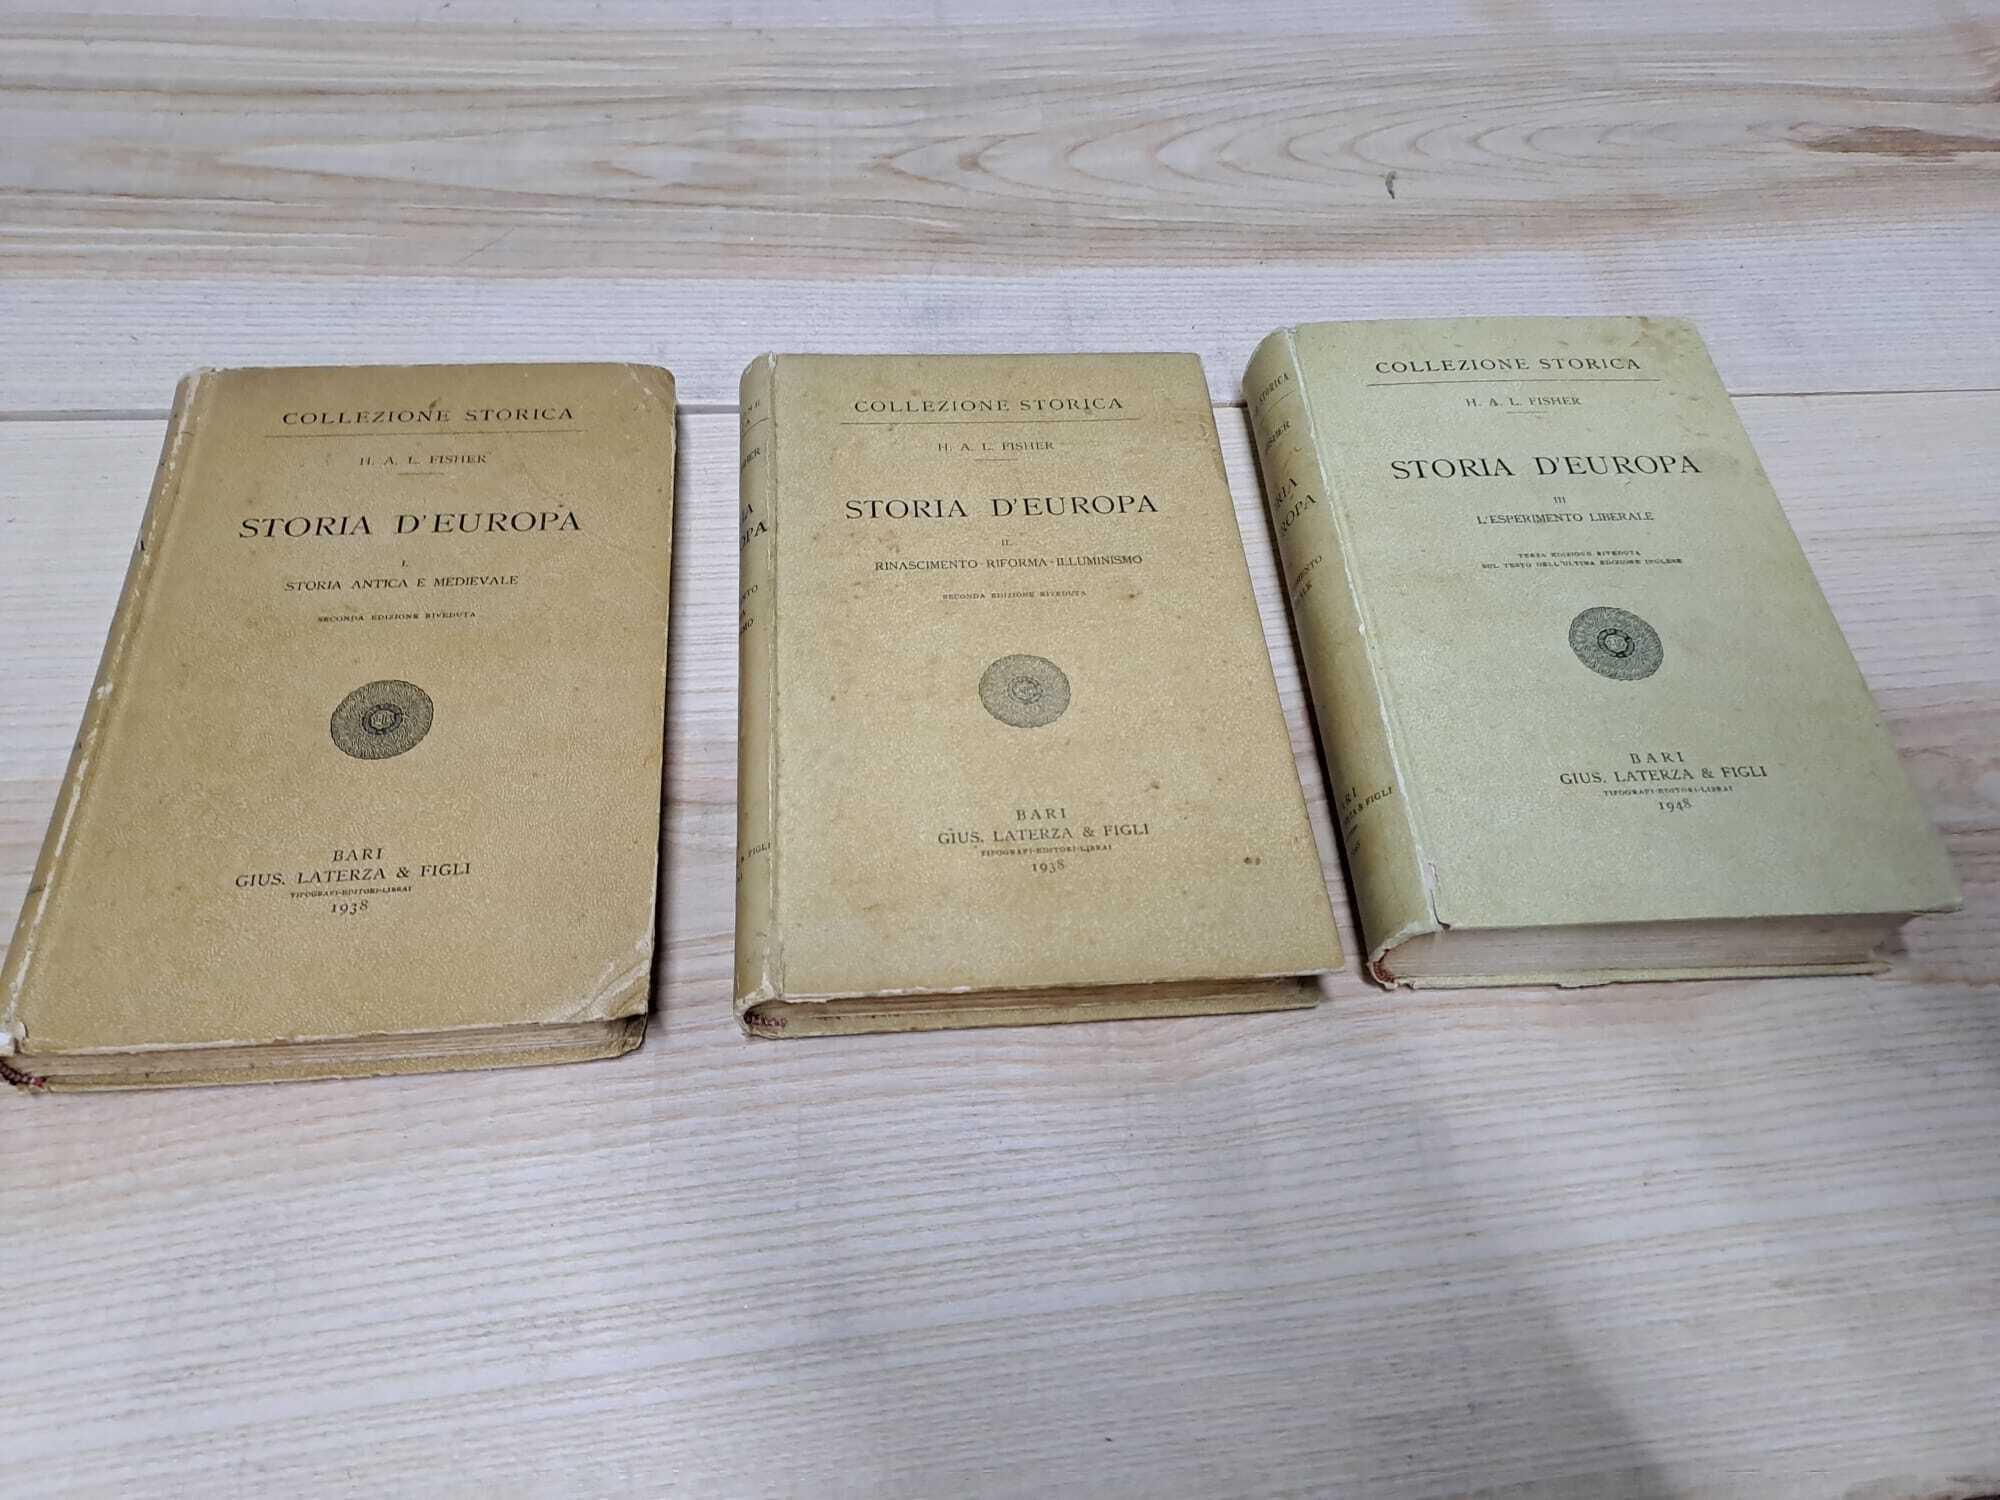 COLLEZIONE STORICA
H. A. L. FISHER
STORIA D'EUROPA
I.
STORIA ANTICA E MEDIEVALE
SECONDA EDIZIONE RIVEDUTA
BARI
GIUS. LATERZA & FIGLI
TIPOGRAFI-EDITORI-LIBRAI
1938
COLLEZIONE STORICA
H. A. L. FISHER
STORIA D'EUROPA
II.
RINASCIMENTO-RIFORMA-ILLUMINISMO
SECONDA EDIZIONE RIVEDUTA
BARI
GIUS. LATERZA & FIGLI
TIPOGRAFI-EDITORI-LIBRAI
1938
COLLEZIONE STORICA
H. A. L. FISHER
STORIA D'EUROPA
III
L'ESPERIMENTO LIBERALE
TERZA EDIZIONE RIVEDUTA
SUL TESTO DELL'ULTIMA EDIZIONE INGLESE
BARI
GIUS. LATERZA & FIGLI
TIPOGRAFI-EDITORI-LIBRAI
1948